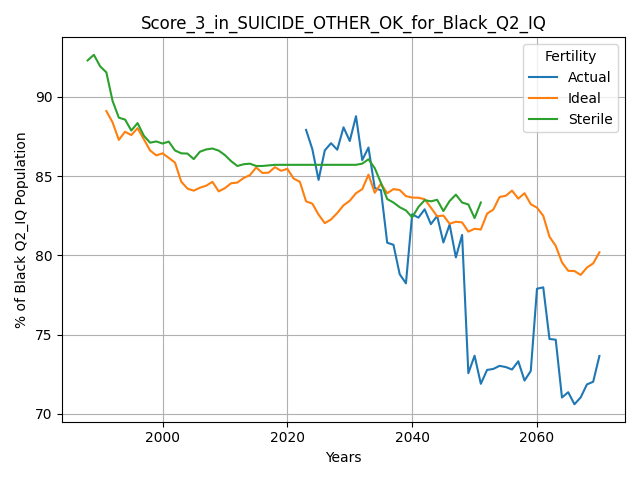 Score_3_in_SUICIDE_OTHER_OK_for_Black_Q2_IQ
Fertility
Actual
Ideal
Sterile
% of Black Q2_IQ Population
90
85
80
75
70
2000
2020
2040
2060
Years